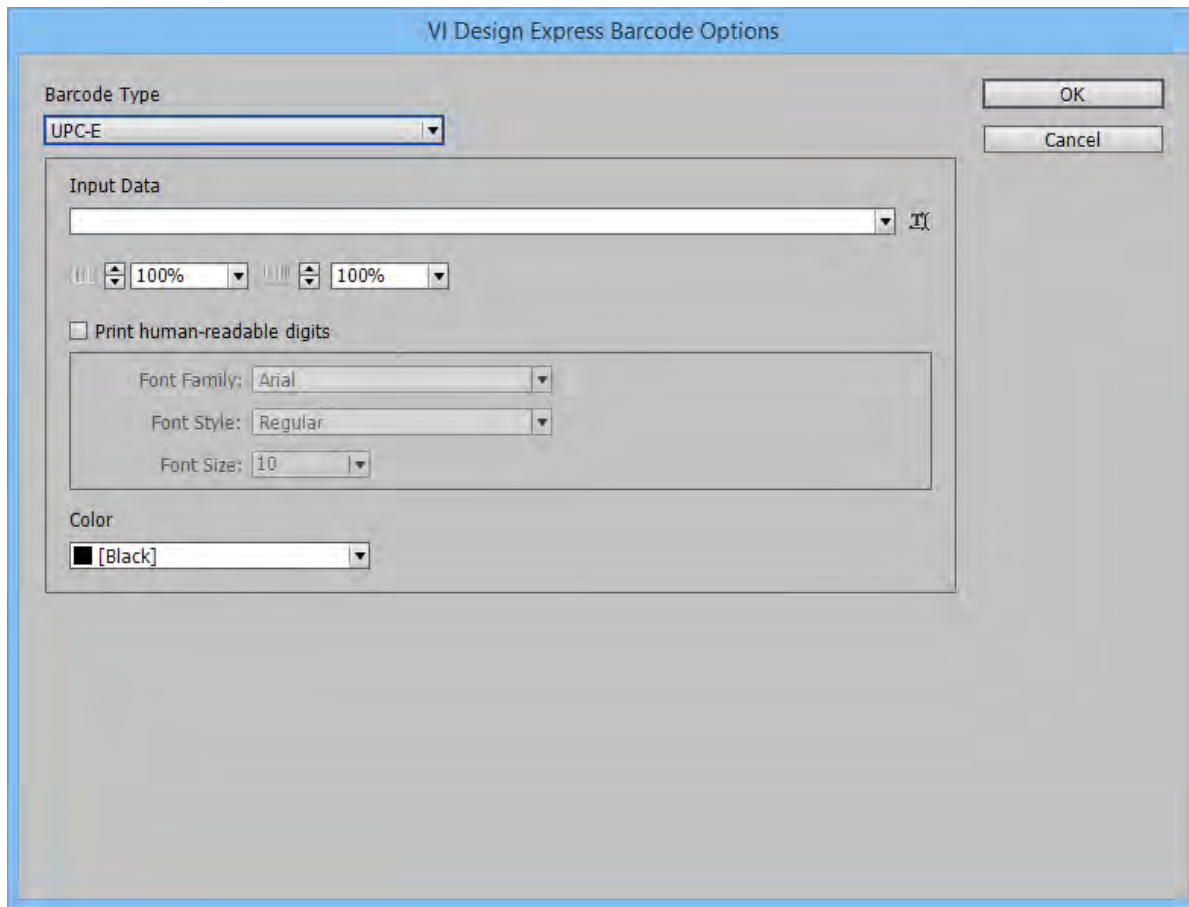 VI Design Express Barcode Options
Barcode Type
OK
UPC-E
Cancel
Input Data
T
100% 100%
Print human-readable digits
Font Family: Arial
Font Style: Regular
Font Size: 10
Color
[Black]